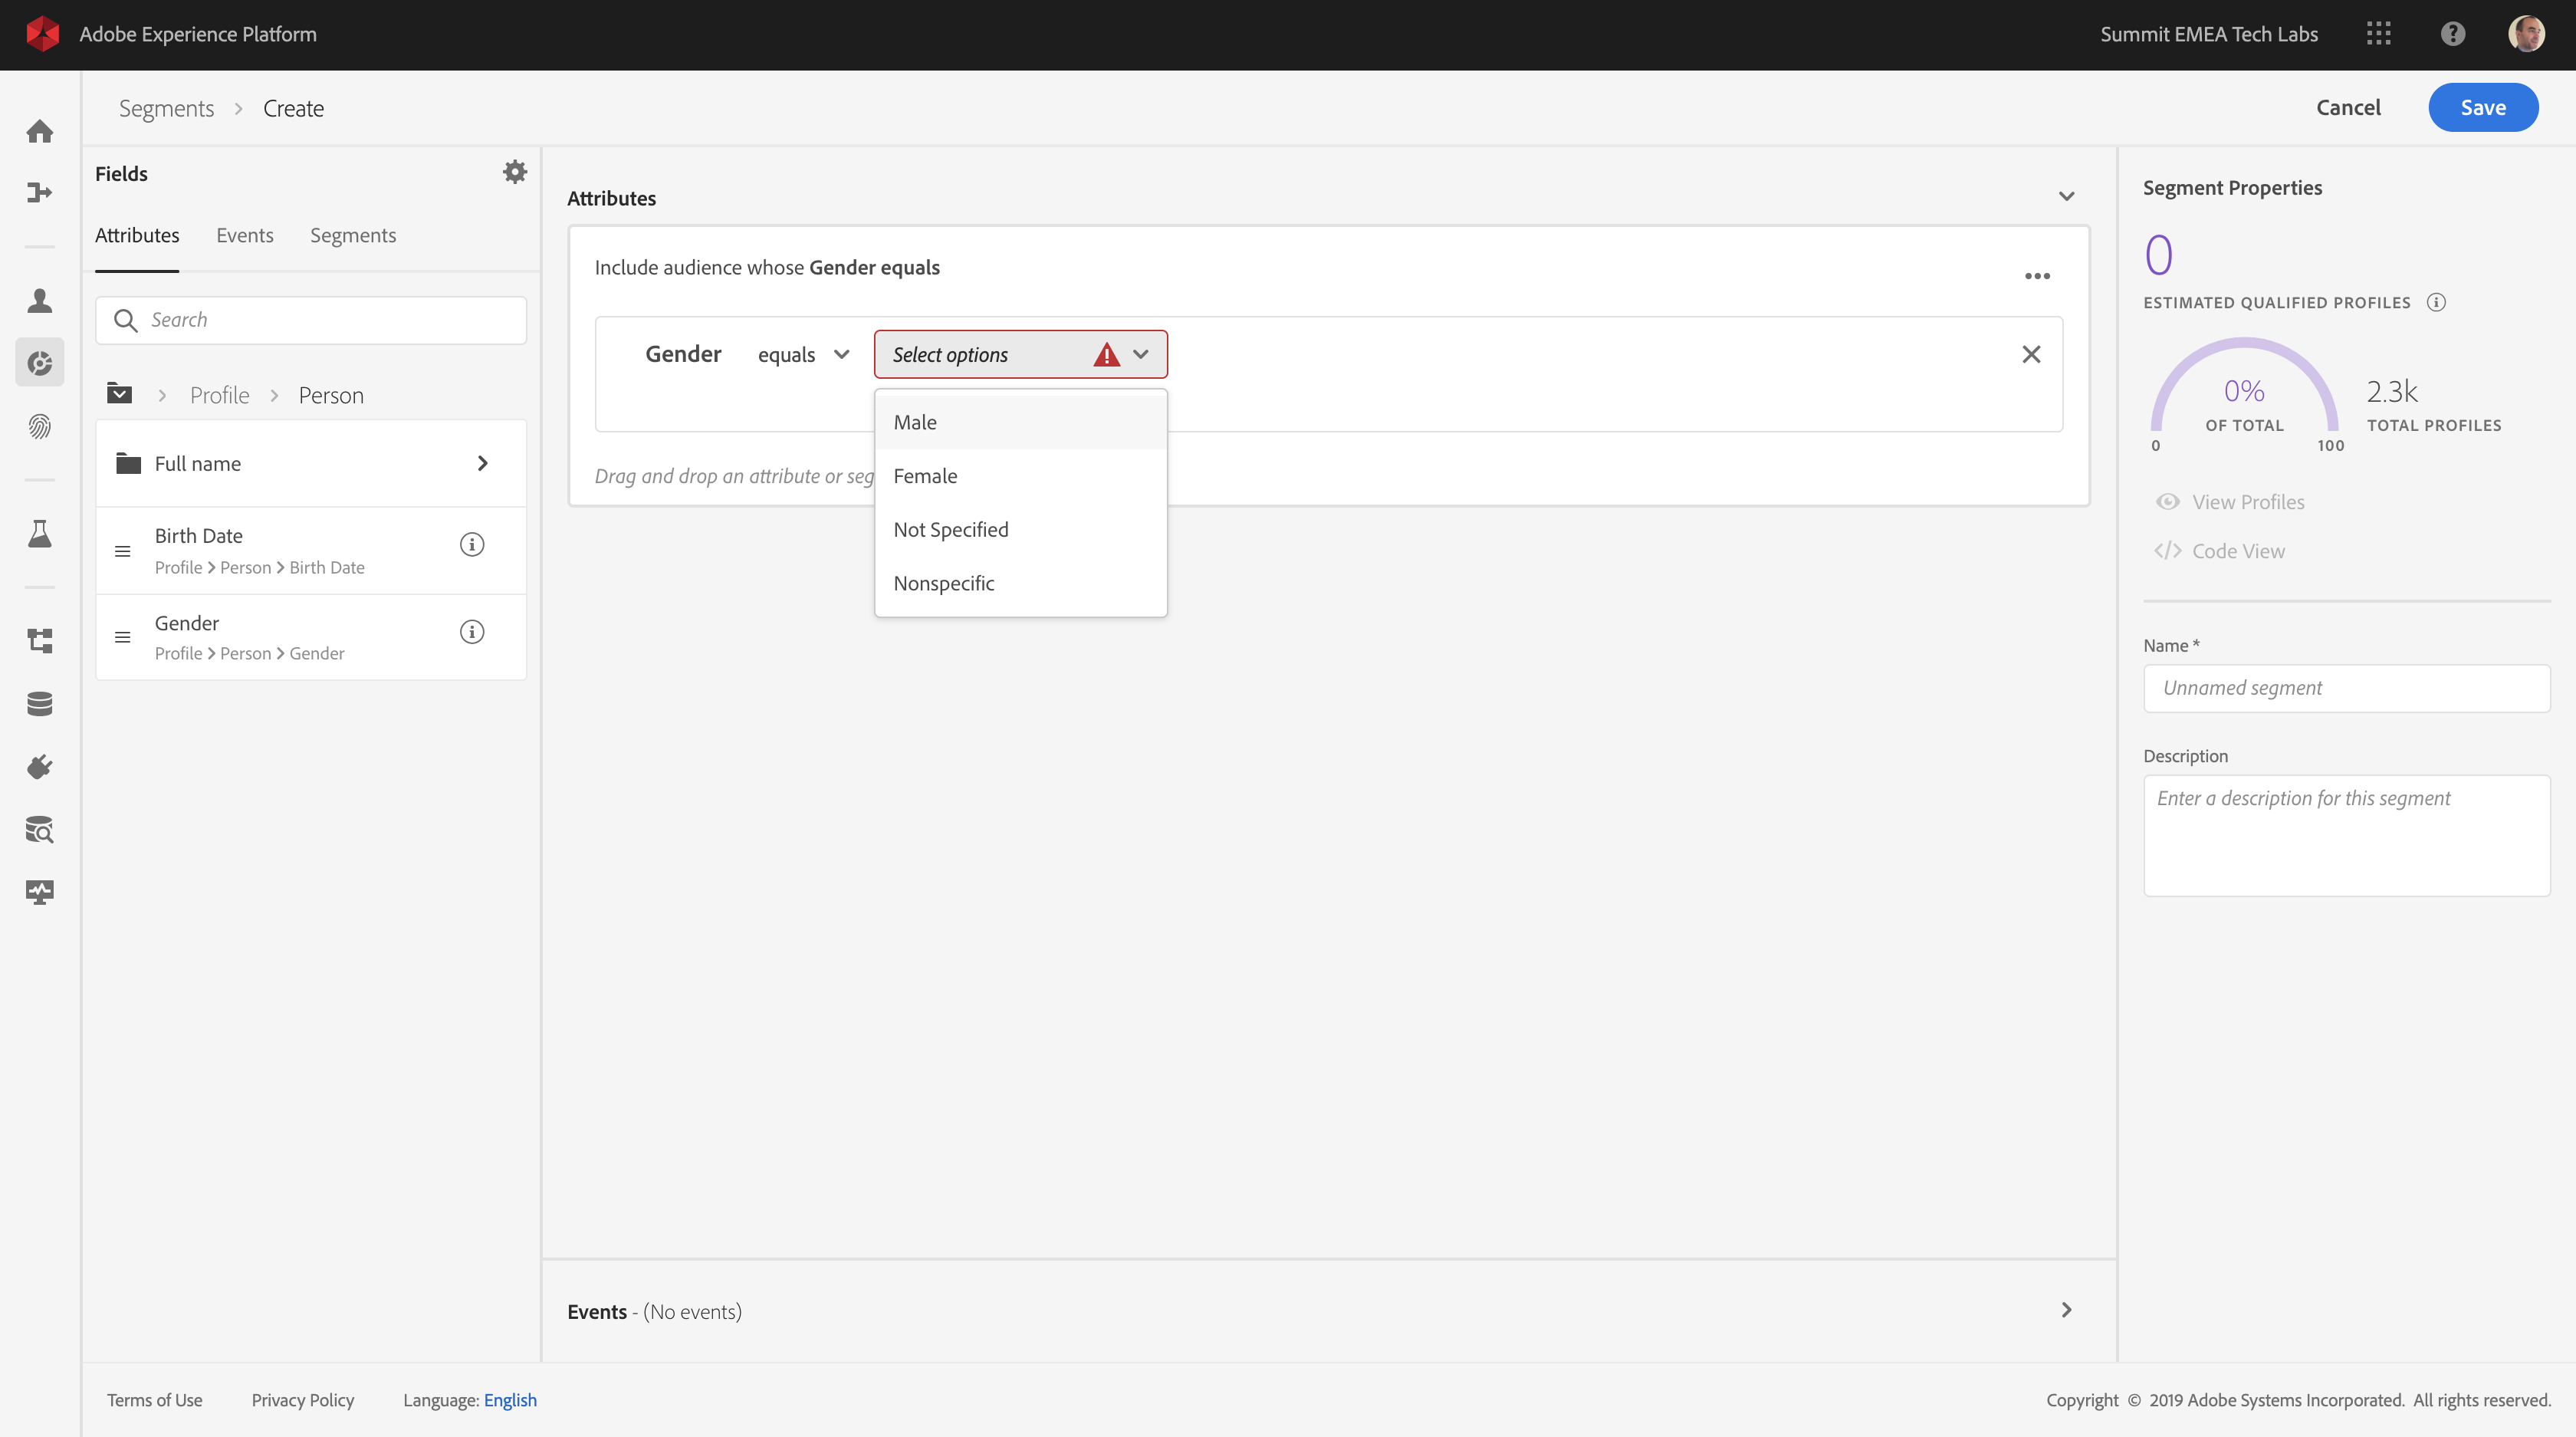 Adobe Experience Platform
Summit EMEA Tech Labs
Segments > Create
Cancel
Save
Fields
Attributes
Events
Segments
Search
Profile > Person
Full name
Birth Date
Profile > Person > Birth Date
Gender
Profile > Person > Gender
Attributes
Include audience whose Gender equals
Gender equals Select options
Male
Female
Not Specified
Nonspecific
Drag and drop an attribute or seg
Events - (No events)
Segment Properties
0
ESTIMATED QUALIFIED PROFILES
0%
OF TOTAL
0
100
2.3k
TOTAL PROFILES
View Profiles
</> Code View
Name *
Unnamed segment
Description
Enter a description for this segment
Terms of Use
Privacy Policy
Language: English
Copyright © 2019 Adobe Systems Incorporated. All rights reserved.